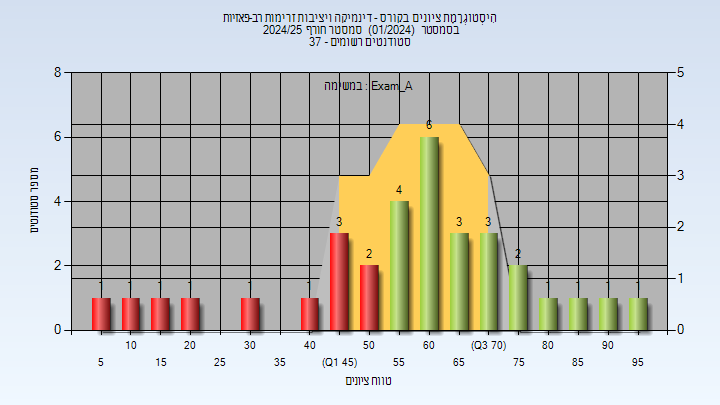 היסטוגרמת ציונים בקורס - דינמיקה ויציבות זרימות רב-פאזיות
בסמסטר (01/2024) סמסטר חורף 2024/25
סטודנטים רשומים - 37
במשימה : Exam_A
8 6 4 2 0
5 4 3 2 1 0
1 1 1 1 1 1 3 2 4 6 3 3 2 1 1 1 1
מספר סטודנטים
10 20 30 40 50 60 (Q3 70) 80 90
5 15 25 35 (Q1 45) 55 65 75 85 95
טווח ציונים